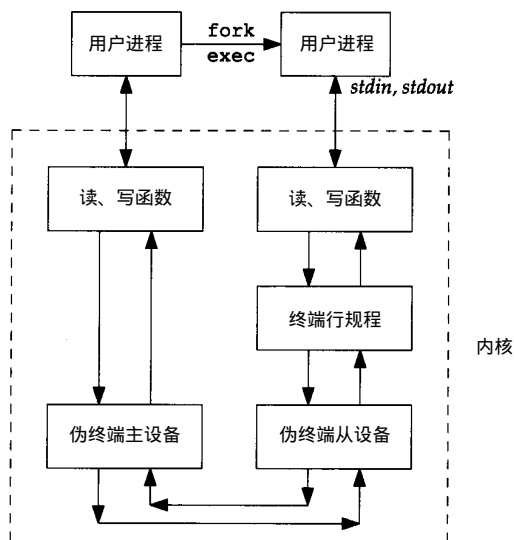 用户进程
fork
exec
用户进程
stdin, stdout
读、写函数
读、写函数
终端行规程
内核
伪终端主设备
伪终端从设备